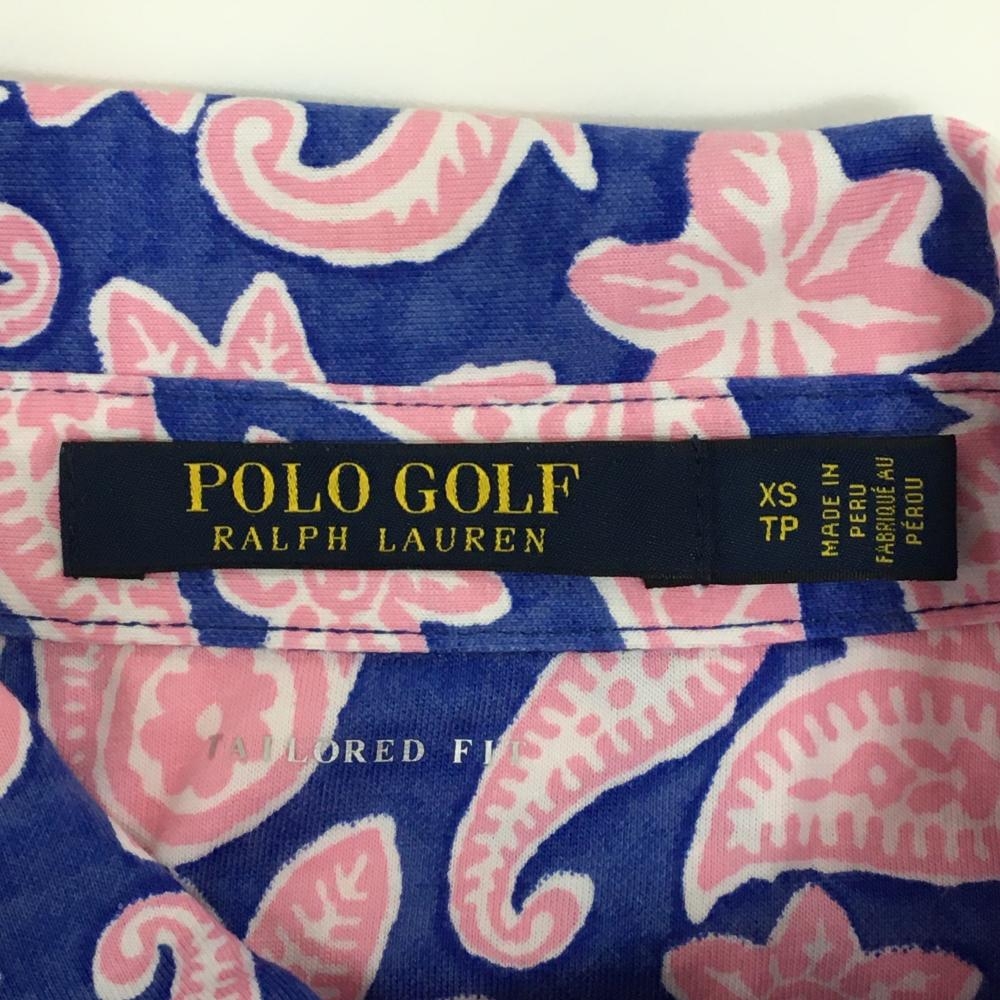 POLO GOLF
RALPH LAUREN
XS
TP
MADE IN
PERU
FABRIQUÉ AU
PÉROU
TAILORED FIT